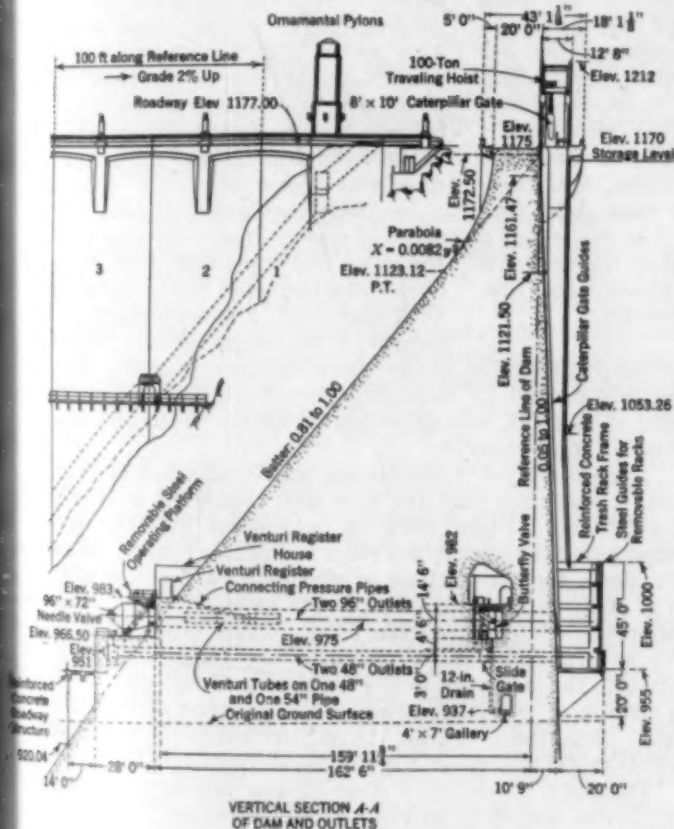 Ornamental Pylons
5' 0"
43' 1 1/8"
20' 0"
18' 1 1/8"
12' 8"
100 ft along Reference Line
Grade 2% Up
100-Ton
Traveling Hoist
Elev. 1212
8' × 10' Caterpillar Gate
Roadway Elev 1177.00
Elev.
1175
Elev. 1170
Storage Level
Elev.
1172.50
Elev. 1161.47
Parabola
X = 0.0082
Elev. 1123.12
P.T.
3
2
1
Elev. 1121.50
Caterpillar Gate Guides
Reference Line of Dam
0.05 to 1.00
Elev. 1053.26
Batter: 0.81 to 1.00
Reinforced Concrete
Trash Rack Frame
Steel Guides for
Removable Racks
Removable Steel
Operating Platform
Venturi Register
House
Venturi Register
Connecting Pressure Pipes
Butterfly Valve
Elev. 962
14' 6"
Elev. 983
96" × 72"
Needle Valve
Two 96" Outlets
Elev. 966.50
Elev. 975
4' 6"
Elev.
951
Two 48" Outlets
3' 0"
45' 0"
Elev. 1000
Venturi Tubes on One 48"
and One 54" Pipe
12-in.
Drain
Slide
Gate
Concrete
Original Ground Surface
Elev. 937
4' × 7' Gallery
20' 0"
Elev. 955
14' 0"
28' 0"
162' 6"
10' 9"
20' 0"
VERTICAL SECTION A-A
OF DAM AND OUTLETS